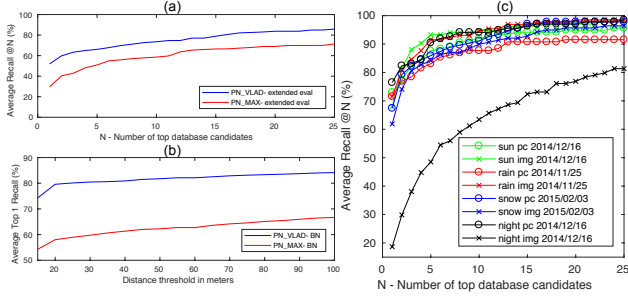 (a)
Average Recall @N (%)
100
80
60
40
20
0
0
5
10
15
20
25
PN_VLAD- extended eval
PN_MAX- extended eval
N - Number of top database candidates
(b)
Average Top 1 Recall (%)
90
80
70
60
50
20
30
40
50
60
70
80
90
100
PN_VLAD- BN
PN_MAX- BN
Distance threshold in meters
(c)
Average Recall @N (%)
100
90
80
70
60
50
40
30
20
0
5
10
15
20
25
sun pc 2014/12/16
sun img 2014/12/16
rain pc 2014/11/25
rain img 2014/11/25
snow pc 2015/02/03
snow img 2015/02/03
night pc 2014/12/16
night img 2014/12/16
N - Number of top database candidates